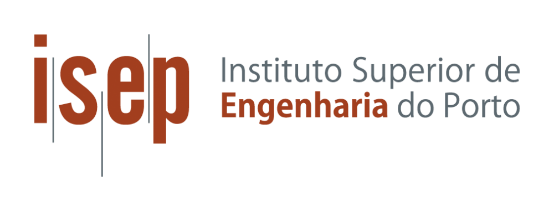 isep
Instituto Superior de
Engenharia do Porto